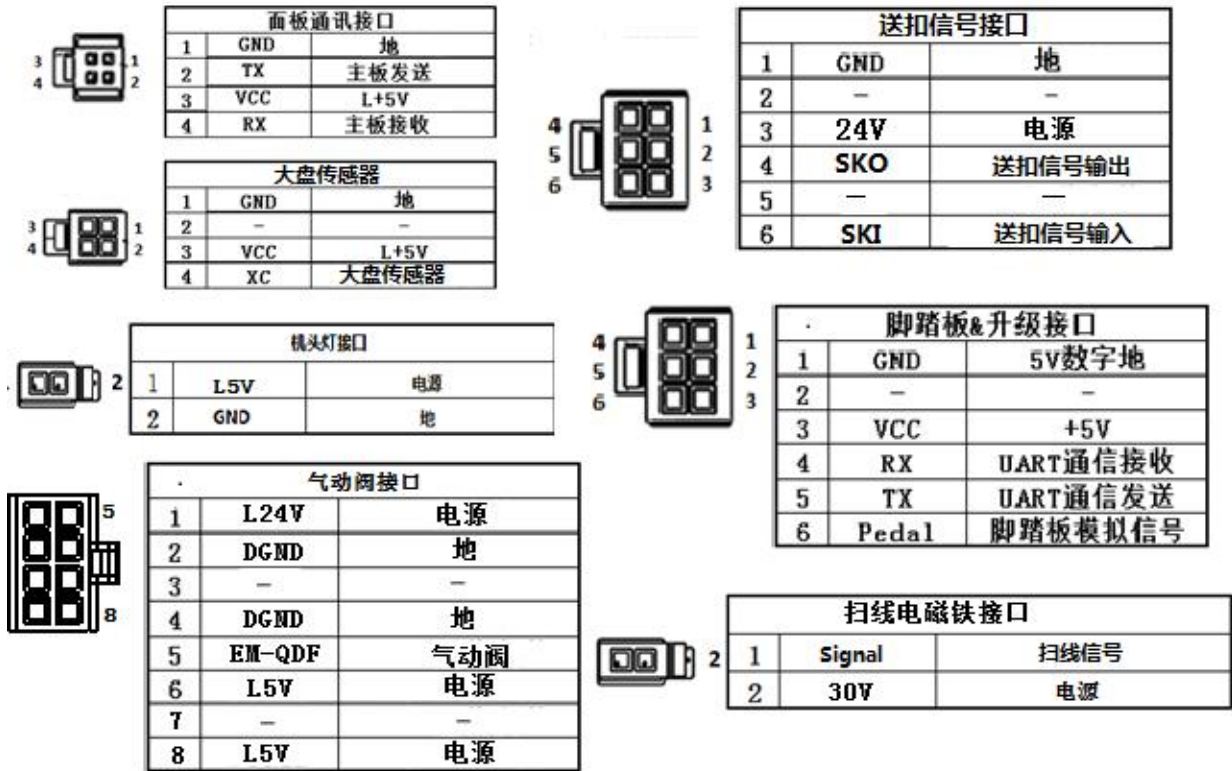 面板通讯接口
1 GND 地
2 TX 主板发送
3 VCC L+5V
4 RX 主板接收
3 1
4 2
大盘传感器
1 GND 地
2 - -
3 VCC L+5V
4 XC 大盘传感器
3 1
4 2
机头灯接口
1 L5V 电源
2 GND 地
2
气动阀接口
1 L24V 电源
2 DGND 地
3 - -
4 DGND 地
5 EM-QDF 气动阀
6 L5V 电源
7 - -
8 L5V 电源
5
8
送扣信号接口
1 GND 地
2 - -
3 24V 电源
4 SKO 送扣信号输出
5 - -
6 SKI 送扣信号输入
4 1
5 2
6 3
脚踏板&升级接口
1 GND 5V数字地
2 - -
3 VCC +5V
4 RX UART通信接收
5 TX UART通信发送
6 Pedal 脚踏板模拟信号
4 1
5 2
6 3
扫线电磁铁接口
1 Signal 扫线信号
2 30V 电源
2